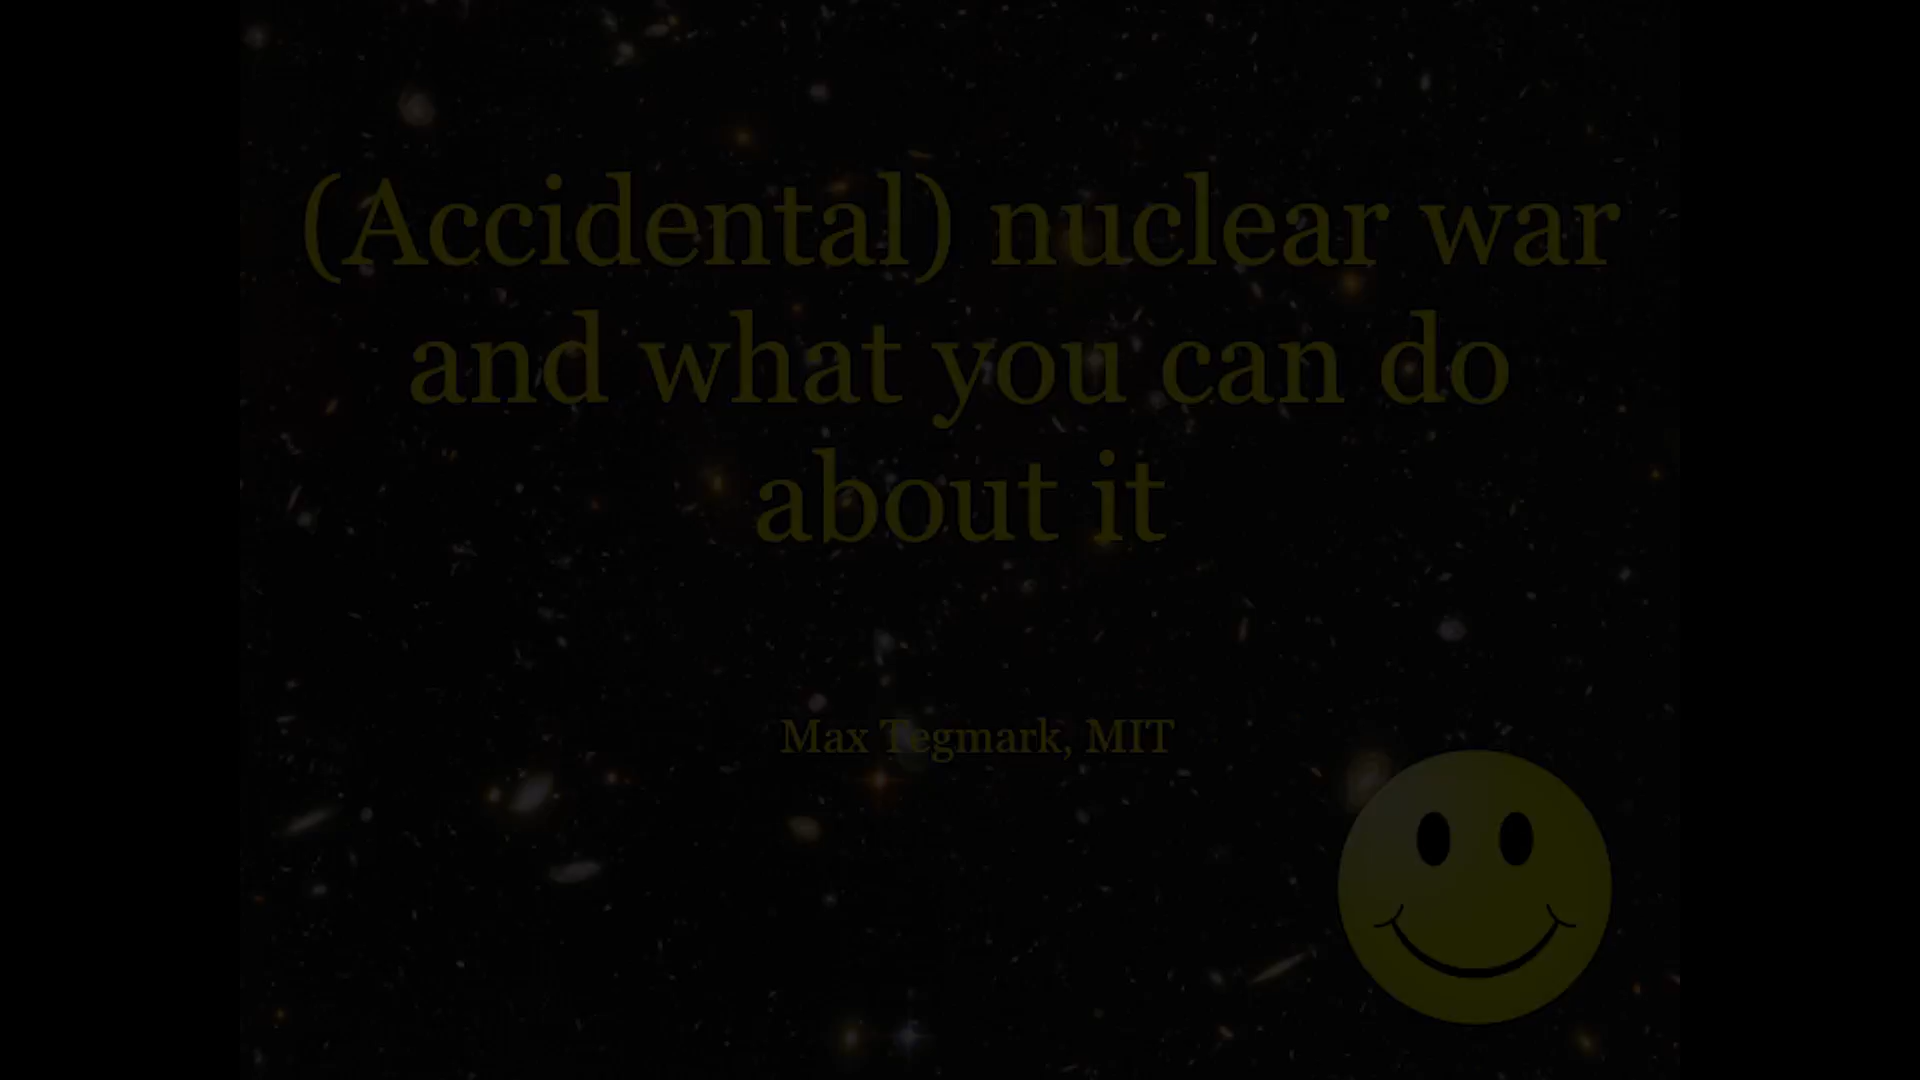 (Accidental) nuclear war
and what you can do
about it
Max Tegmark, MIT